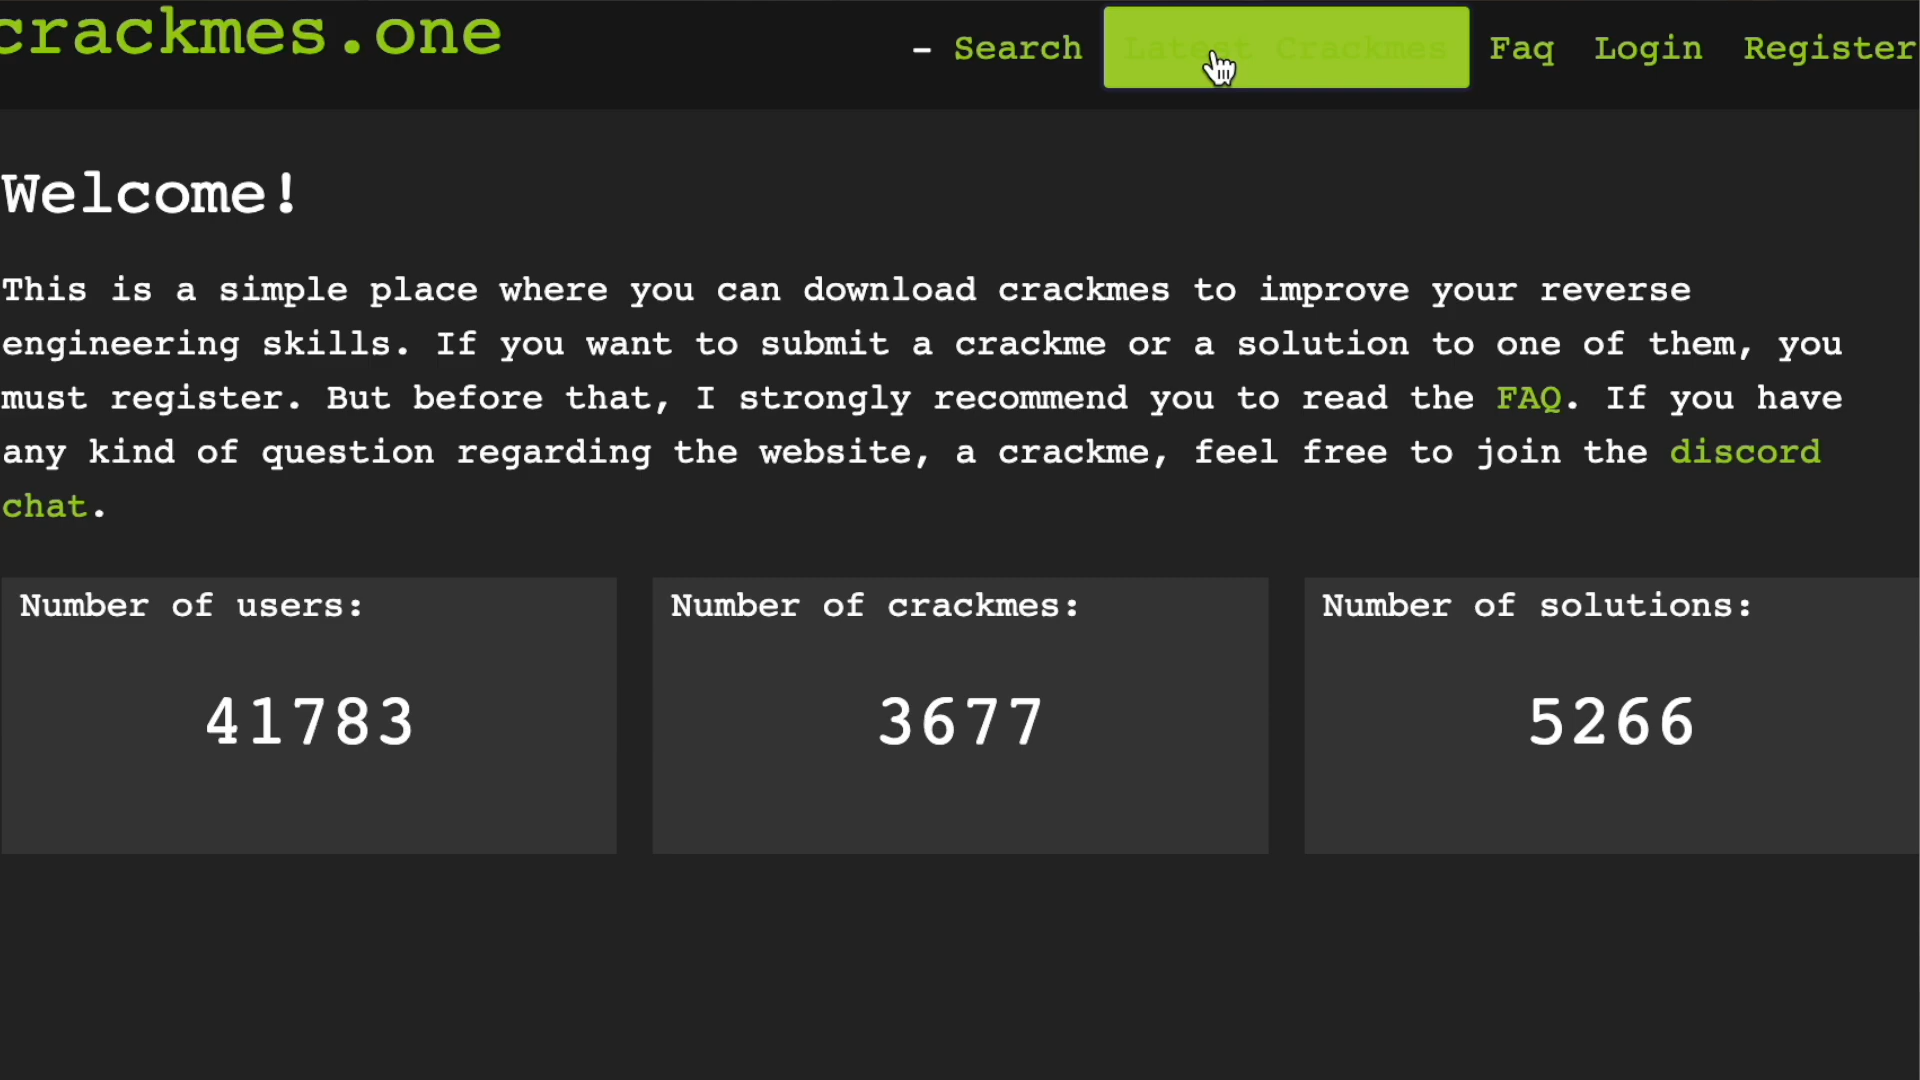 crackmes.one
- Search Latest Crackmes Faq Login Register
Welcome!
This is a simple place where you can download crackmes to improve your reverse
engineering skills. If you want to submit a crackme or a solution to one of them, you
must register. But before that, I strongly recommend you to read the FAQ. If you have
any kind of question regarding the website, a crackme, feel free to join the discord
chat.
Number of users:
41783
Number of crackmes:
3677
Number of solutions:
5266